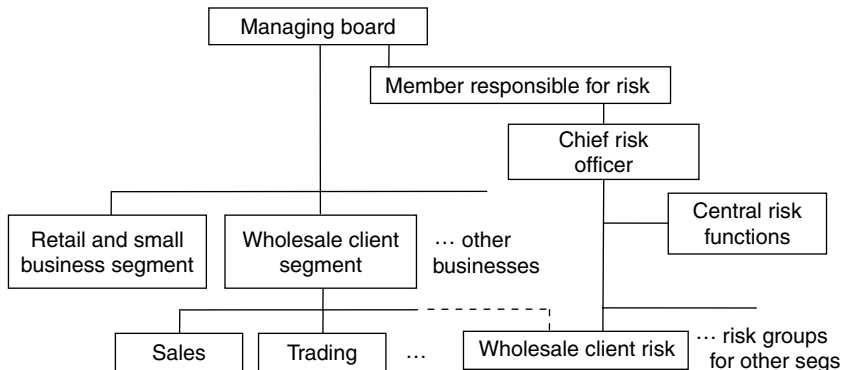 Managing board
Member responsible for risk
Chief risk
officer
Central risk
functions
Retail and small
business segment
Wholesale client
segment
... other
businesses
Sales
Trading
...
Wholesale client risk
... risk groups
for other segs